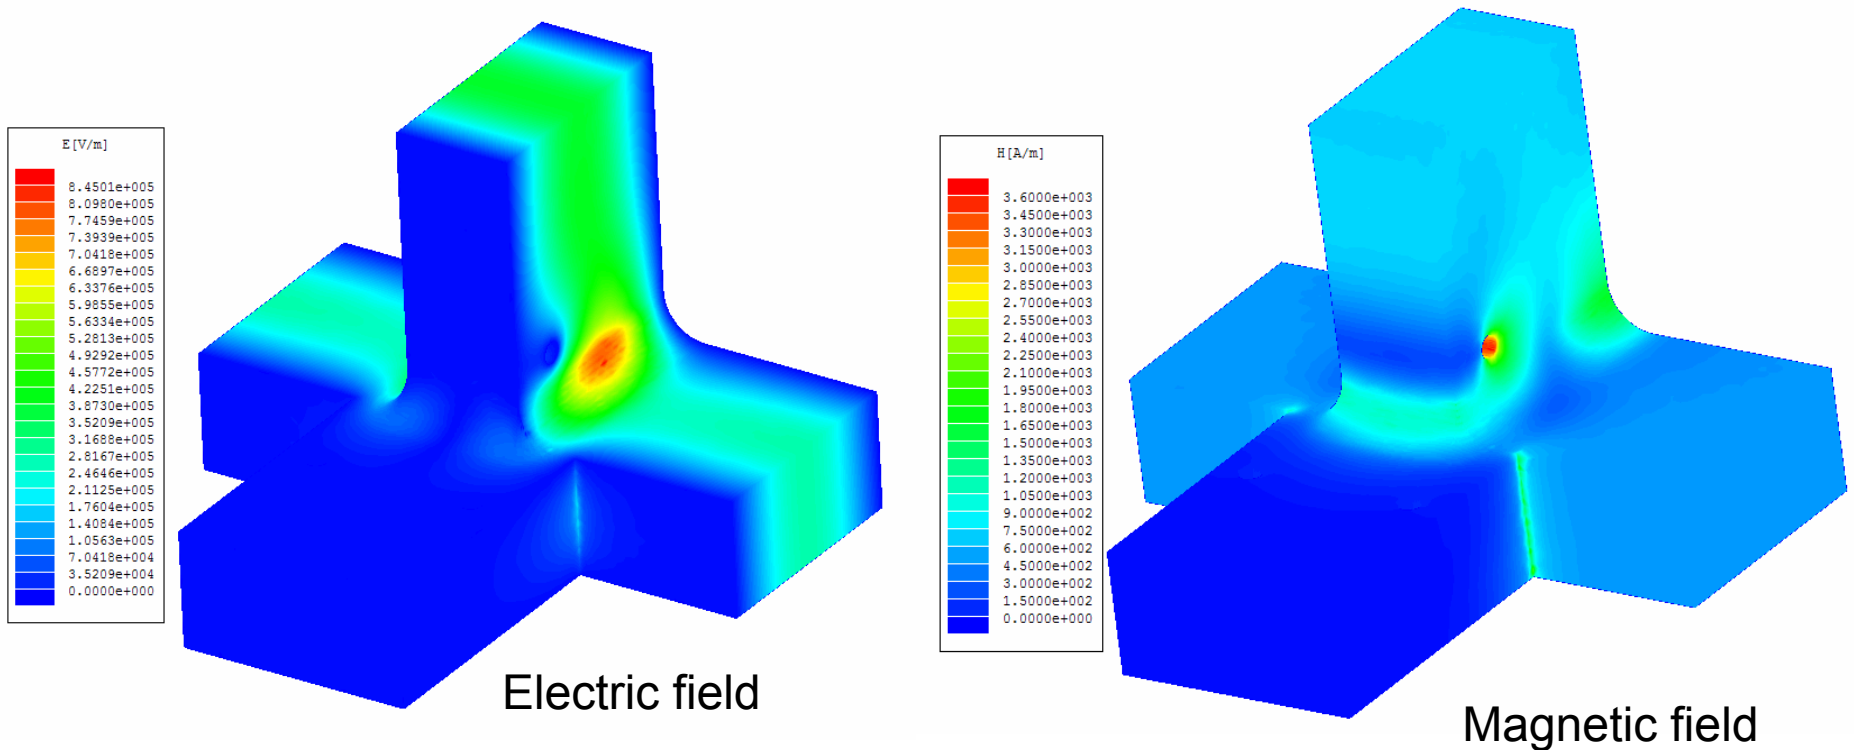 E[V/m]
8.4501e+005
8.0980e+005
7.7459e+005
7.3939e+005
7.0418e+005
6.6897e+005
6.3376e+005
5.9855e+005
5.6334e+005
5.2813e+005
4.9292e+005
4.5772e+005
4.2251e+005
3.8730e+005
3.5209e+005
3.1688e+005
2.8167e+005
2.4646e+005
2.1125e+005
1.7604e+005
1.4084e+005
1.0563e+005
7.0418e+004
3.5209e+004
0.0000e+000
Electric field
H[A/m]
3.6000e+003
3.4500e+003
3.3000e+003
3.1500e+003
3.0000e+003
2.8500e+003
2.7000e+003
2.5500e+003
2.4000e+003
2.2500e+003
2.1000e+003
1.9500e+003
1.8000e+003
1.6500e+003
1.5000e+003
1.3500e+003
1.2000e+003
1.0500e+003
9.0000e+002
7.5000e+002
6.0000e+002
4.5000e+002
3.0000e+002
1.5000e+002
0.0000e+000
Magnetic field